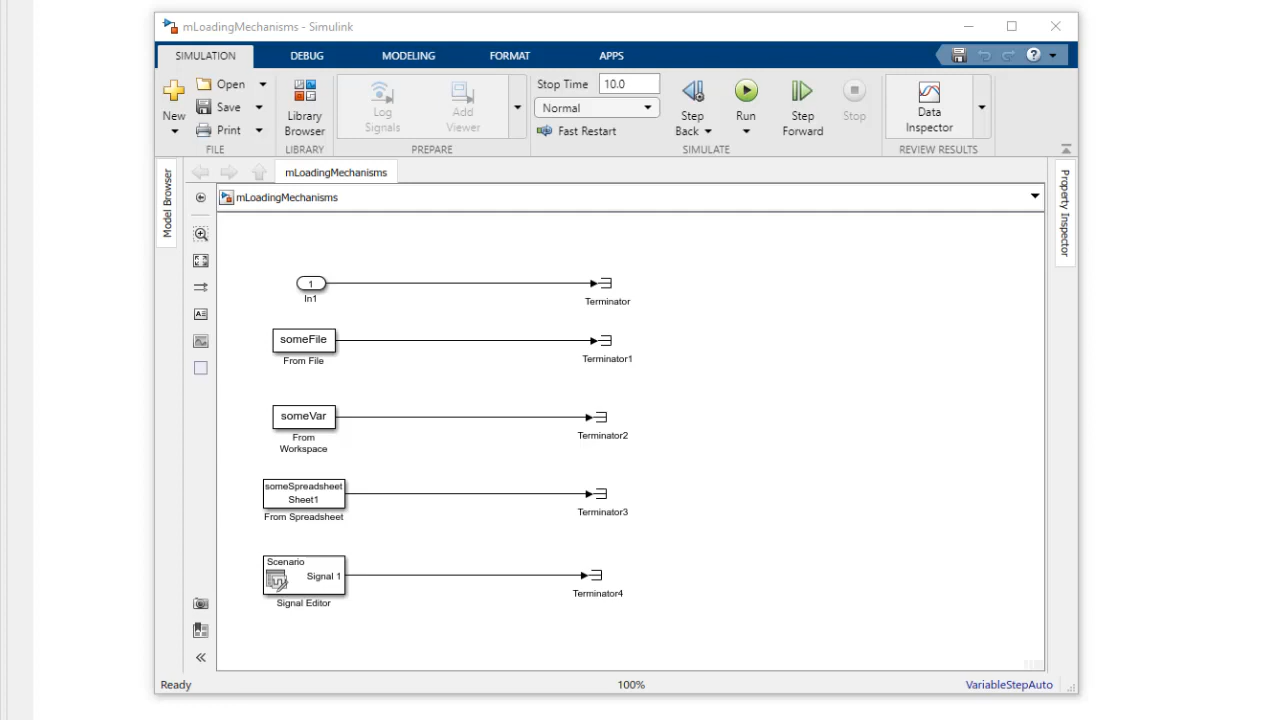 mLoadingMechanisms - Simulink
SIMULATION DEBUG MODELING FORMAT APPS
New
Open
Save
Print
FILE
Library
Browser
LIBRARY
Log
Signals
Add
Viewer
PREPARE
Stop Time 10.0
Normal
Fast Restart
Step
Back
Run
Step
Forward
Stop
SIMULATE
Data
Inspector
REVIEW RESULTS
Model Browser
mLoadingMechanisms
mLoadingMechanisms
Property Inspector
1
In1
Terminator
someFile
From File
Terminator1
someVar
From
Workspace
Terminator2
someSpreadsheet
Sheet1
From Spreadsheet
Terminator3
Scenario
Signal 1
Signal Editor
Terminator4
Ready 100% VariableStepAuto